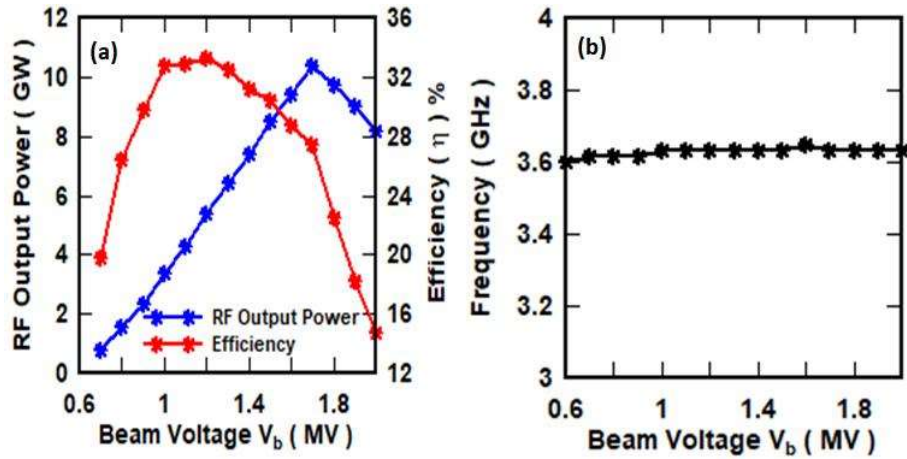 (a)
RF Output Power ( GW )
12
10
8
6
4
2
0
36
32
28
24
20
16
12
Efficiency ( η ) %
RF Output Power
Efficiency
0.6 1 1.4 1.8
Beam Voltage Vb ( MV )
(b)
Frequency ( GHz )
4
3.8
3.6
3.4
3.2
3
0.6 1 1.4 1.8
Beam Voltage Vb ( MV )